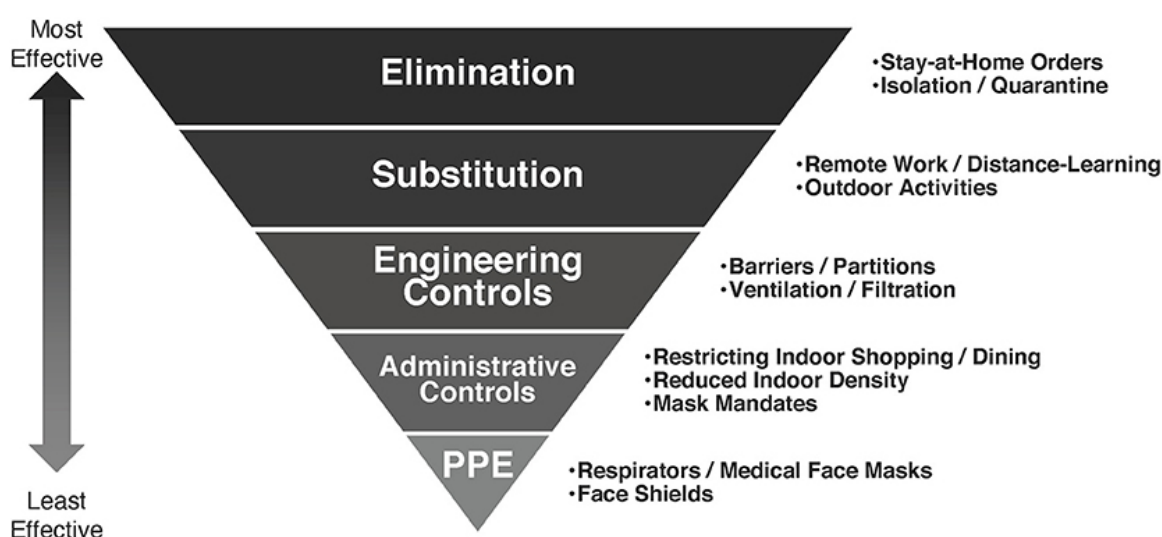 Most
Effective
Elimination
•Stay-at-Home Orders
•Isolation / Quarantine
Substitution
•Remote Work / Distance-Learning
•Outdoor Activities
Engineering
Controls
•Barriers / Partitions
•Ventilation / Filtration
Administrative
Controls
•Restricting Indoor Shopping / Dining
•Reduced Indoor Density
•Mask Mandates
PPE
•Respirators / Medical Face Masks
•Face Shields
Least
Effective